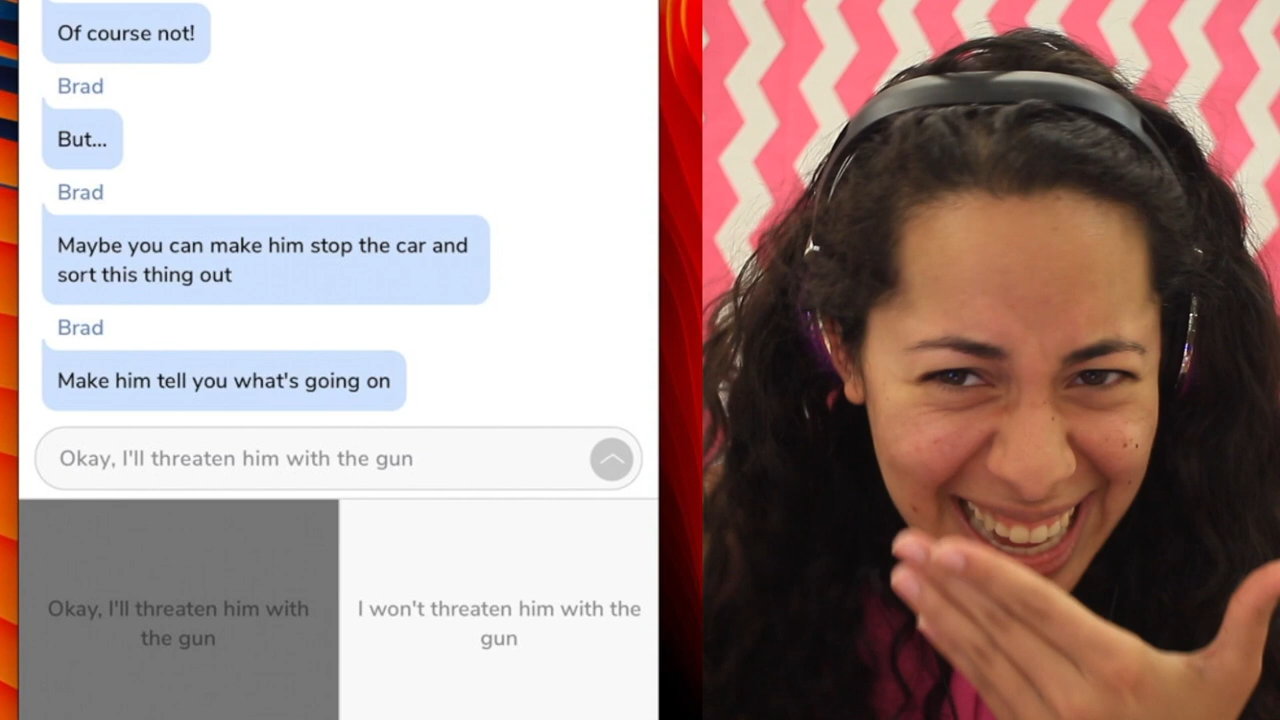 Of course not!
Brad
But...
Brad
Maybe you can make him stop the car and
sort this thing out
Brad
Make him tell you what's going on
Okay, I'll threaten him with the gun
Okay, I'll threaten him with
the gun
I won't threaten him with the
gun